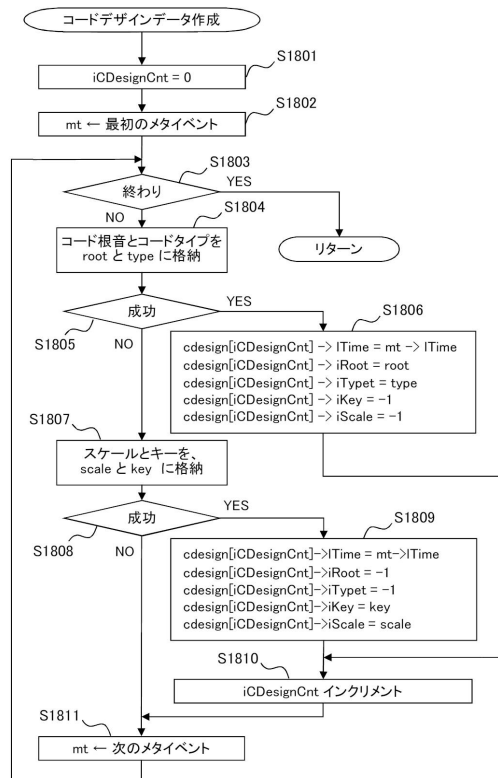 コードデザインデータ作成
S1801
iCDesignCnt = 0
S1802
mt ← 最初のメタイベント
S1803
終わり
YES
NO
S1804
コード根音とコードタイプを
root と type に格納
リターン
成功
YES
S1805
NO
S1806
cdesign[iCDesignCnt] -> lTime = mt -> lTime
cdesign[iCDesignCnt] -> iRoot = root
cdesign[iCDesignCnt] -> iTypet = type
cdesign[iCDesignCnt] -> iKey = -1
cdesign[iCDesignCnt] -> iScale = -1
S1807
スケールとキーを、
scale と key に格納
成功
YES
S1808
NO
S1809
cdesign[iCDesignCnt]->lTime = mt->lTime
cdesign[iCDesignCnt]->iRoot = -1
cdesign[iCDesignCnt]->iTypet = -1
cdesign[iCDesignCnt]->iKey = key
cdesign[iCDesignCnt]->iScale = scale
S1810
iCDesignCnt インクリメント
S1811
mt ← 次のメタイベント